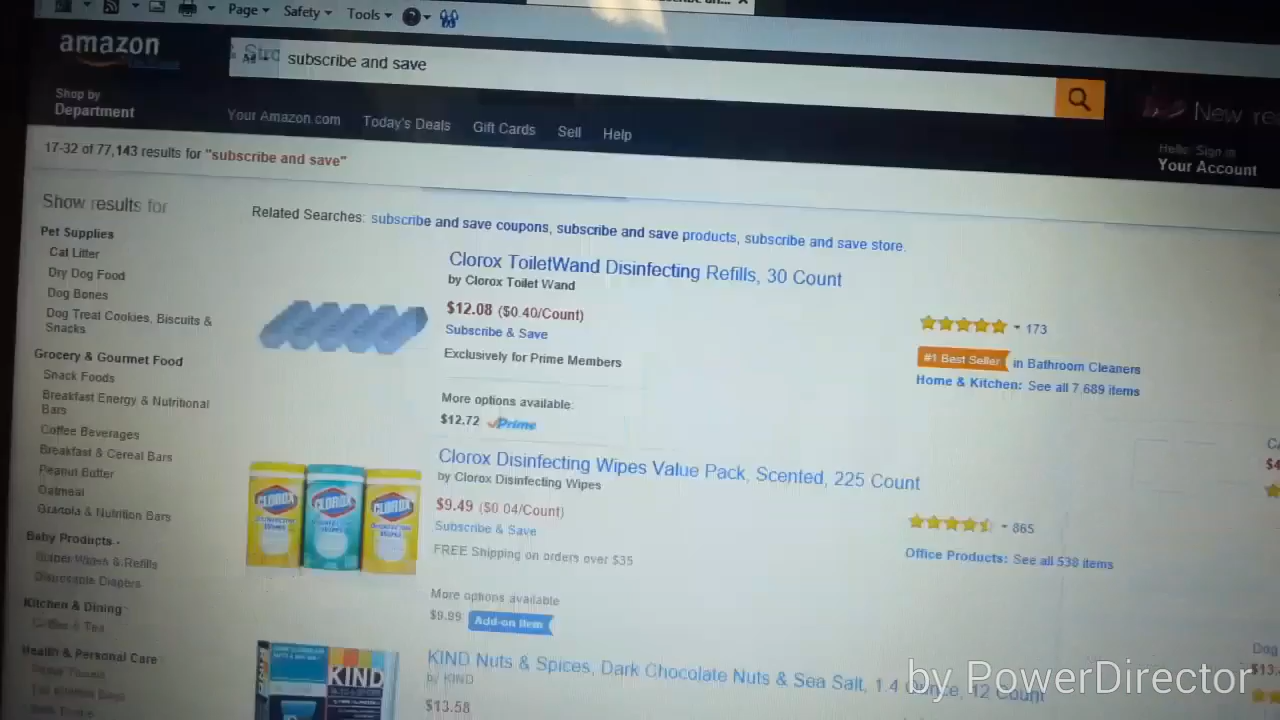 Page Safety Tools
amazon
subscribe and save
Shop by
Department
Your Amazon.com Today's Deals Gift Cards Sell Help
Hello. Sign in
Your Account
17-32 of 77,143 results for "subscribe and save"
Show results for
Related Searches: subscribe and save coupons, subscribe and save products, subscribe and save store.
Pet Supplies
Cat Litter
Dry Dog Food
Dog Bones
Dog Treat Cookies, Biscuits &
Snacks
Grocery & Gourmet Food
Snack Foods
Breakfast Energy & Nutritional
Bars
Coffee Beverages
Breakfast & Cereal Bars
Peanut Butter
Oatmeal
Granola & Nutrition Bars
Baby Products
Diaper Wipes & Refills
Disposable Diapers
Kitchen & Dining
Coffee & Tea
Health & Personal Care
Clorox ToiletWand Disinfecting Refills, 30 Count
by Clorox Toilet Wand
$12.08 ($0.40/Count)
Subscribe & Save
Exclusively for Prime Members
More options available:
$12.72 Prime
173
#1 Best Seller in Bathroom Cleaners
Home & Kitchen: See all 7,689 items
CLOROX CLOROX CLOROX
Clorox Disinfecting Wipes Value Pack, Scented, 225 Count
by Clorox Disinfecting Wipes
$9.49 ($0.04/Count)
Subscribe & Save
FREE Shipping on orders over $35
More options available
$9.99 Add-on Item
865
Office Products: See all 538 items
KIND
KIND Nuts & Spices, Dark Chocolate Nuts & Sea Salt, 1.4 Ounce, 12 Count
by KIND
$13.58
Dog
by PowerDirector